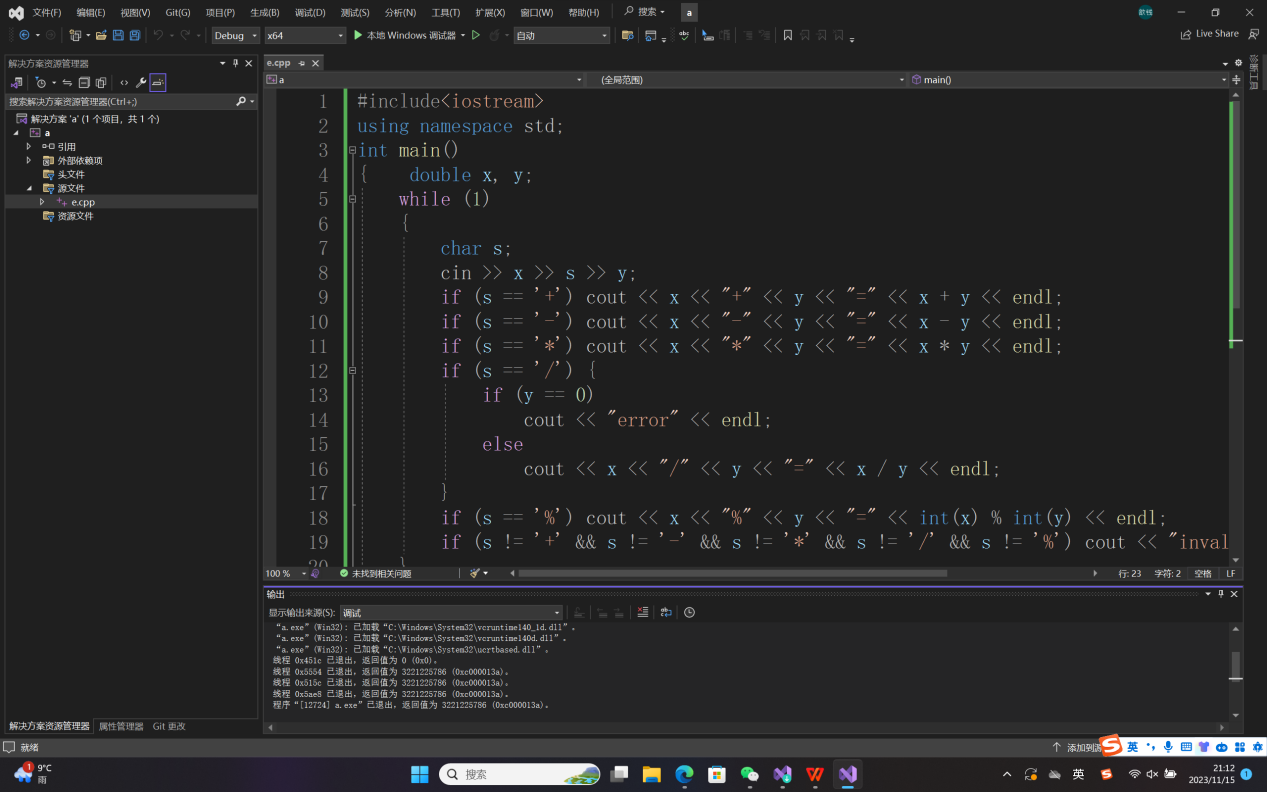 文件(F) 编辑(E) 视图(V) Git(G) 项目(P) 生成(B) 调试(D) 测试(S) 分析(N) 工具(T) 扩展(X) 窗口(W) 帮助(H) 搜索 a
Debug x64 本地 Windows 调试器 自动 Live Share
解决方案资源管理器
搜索解决方案资源管理器(Ctrl+;)
解决方案 'a' (1 个项目, 共 1 个)
a
引用
外部依赖项
头文件
源文件
e.cpp
资源文件
解决方案资源管理器 属性管理器 Git 更改
e.cpp
a (全局范围) main()
诊断工具
1 #include<iostream>
2 using namespace std;
3 int main()
4 { double x, y;
5 while (1)
6 {
7 char s;
8 cin >> x >> s >> y;
9 if (s == '+') cout << x << "+" << y << "=" << x + y << endl;
10 if (s == '-') cout << x << "-" << y << "=" << x - y << endl;
11 if (s == '*') cout << x << "*" << y << "=" << x * y << endl;
12 if (s == '/') {
13 if (y == 0)
14 cout << "error" << endl;
15 else
16 cout << x << "/" << y << "=" << x / y << endl;
17 }
18 if (s == '%') cout << x << "%" << y << "=" << int(x) % int(y) << endl;
19 if (s != '+' && s != '-' && s != '*' && s != '/' && s != '%') cout << "inval
20 }
100 % 未找到相关问题 行: 23 字符: 2 空格 LF
输出
显示输出来源(S): 调试
“a.exe”(Win32): 已加载“C:\Windows\System32\vcruntime140_1d.dll”。
“a.exe”(Win32): 已加载“C:\Windows\System32\vcruntime140d.dll”。
“a.exe”(Win32): 已加载“C:\Windows\System32\ucrtbased.dll”。
线程 0x451c 已退出，返回值为 0 (0x0)。
线程 0x5554 已退出，返回值为 3221225786 (0xc000013a)。
线程 0x515c 已退出，返回值为 3221225786 (0xc000013a)。
线程 0x5ae8 已退出，返回值为 3221225786 (0xc000013a)。
程序“[12724] a.exe”已退出，返回值为 3221225786 (0xc000013a)。
就绪 添加到源 英
1 9°C
雨
搜索
英
21:12
2023/11/15
1